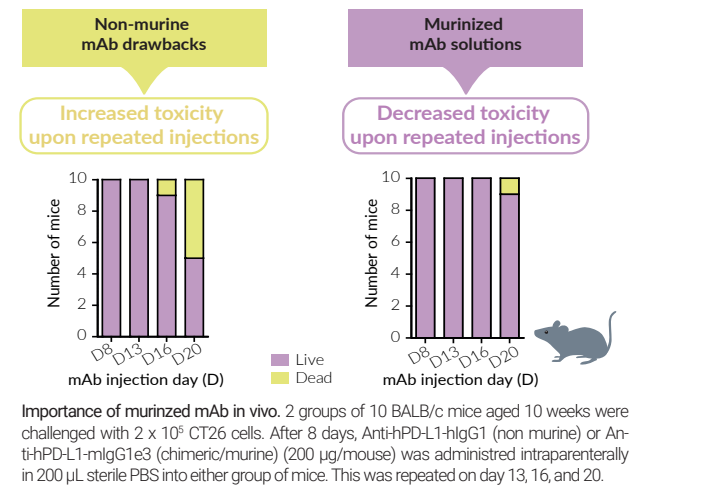 Non-murine
mAb drawbacks
Increased toxicity
upon repeated injections
Number of mice
10
8
6
4
2
0
D8 D13 D16 D20
mAb injection day (D)
Live
Dead
Murinized
mAb solutions
Decreased toxicity
upon repeated injections
Number of mice
10
8
6
4
2
0
D8 D13 D16 D20
mAb injection day (D)
Importance of murinzed mAb in vivo. 2 groups of 10 BALB/c mice aged 10 weeks were
challenged with 2 x 10⁵ CT26 cells. After 8 days, Anti-hPD-L1-hIgG1 (non murine) or An-
ti-hPD-L1-mIgG1e3 (chimeric/murine) (200 µg/mouse) was administred intraparenterally
in 200 µL sterile PBS into either group of mice. This was repeated on day 13, 16, and 20.